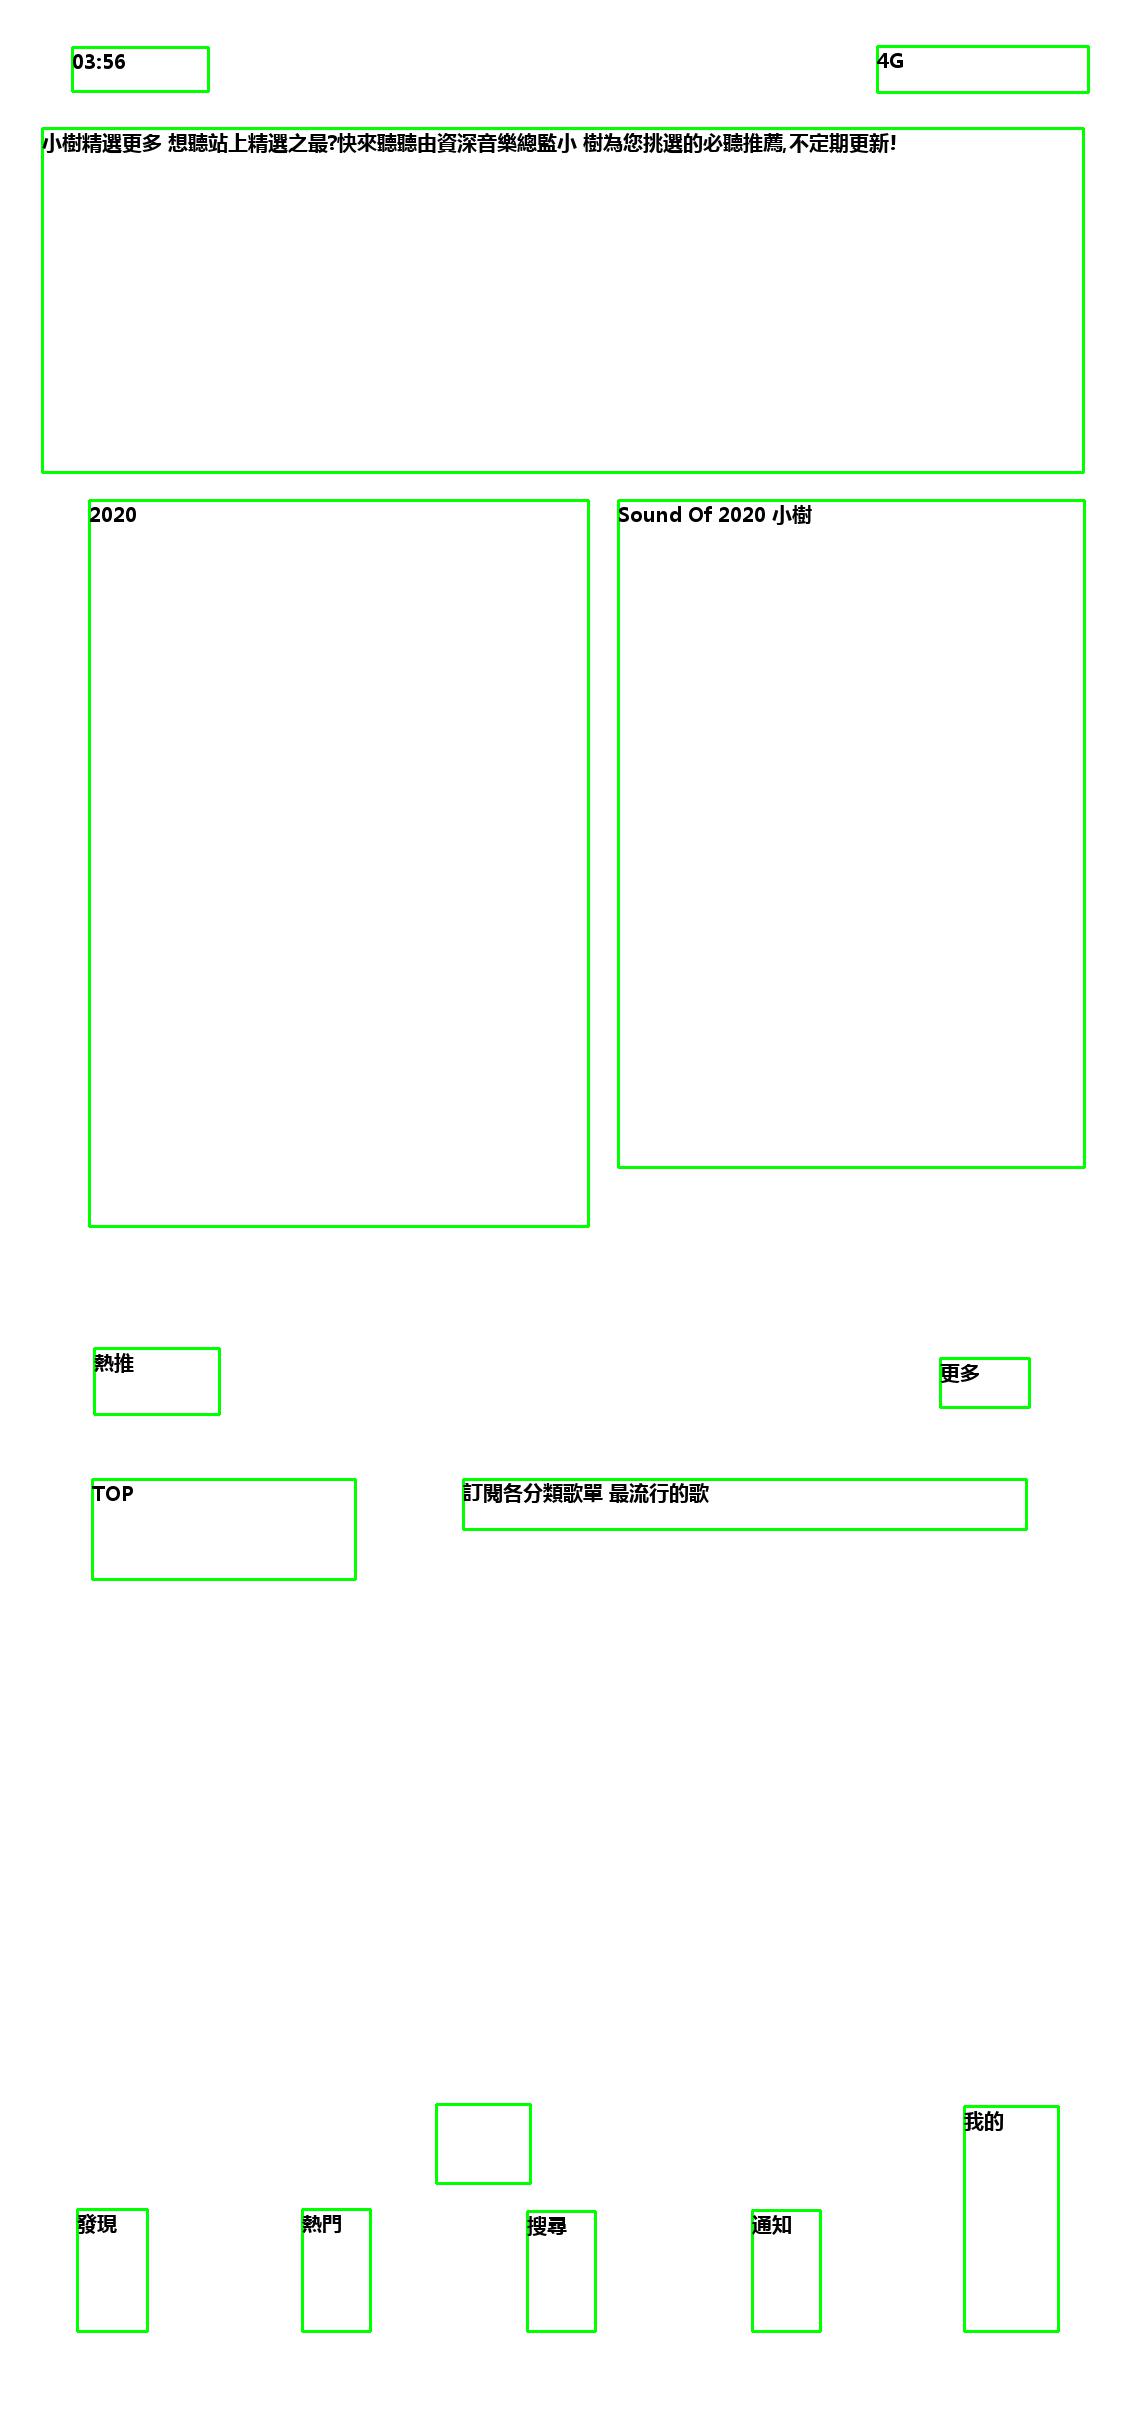 03:56
4G
小樹精選更多 想聽站上精選之最?快來聽聽由資深音樂總監小 樹為您挑選的必聽推薦,不定期更新!
2020
Sound Of 2020 小樹
熱推
更多
TOP
訂閱各分類歌單 最流行的歌
我的
發現
熱門
搜尋
通知